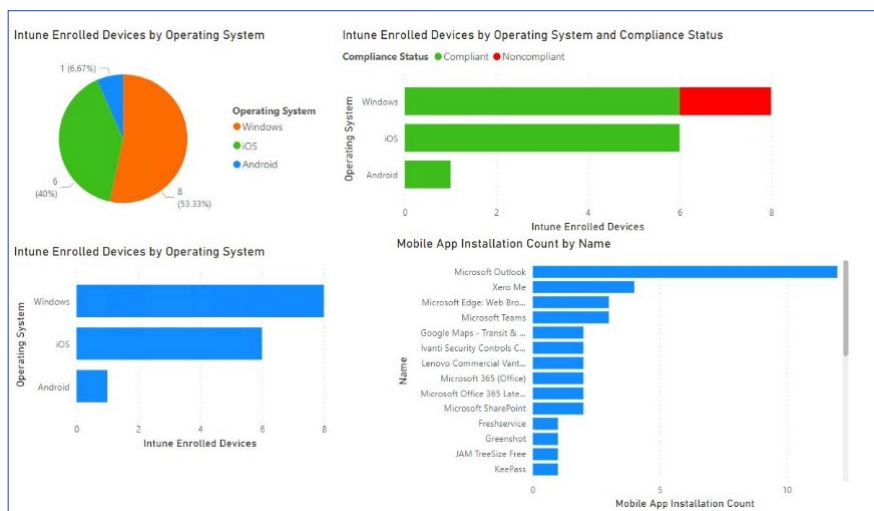 Intune Enrolled Devices by Operating System
1 (6.67%)
6
(40%)
8
(53.33%)
Operating System
Windows
iOS
Android
Intune Enrolled Devices by Operating System and Compliance Status
Compliance Status Compliant Noncompliant
Operating System
Windows
iOS
Android
0 2 4 6 8
Intune Enrolled Devices
Intune Enrolled Devices by Operating System
Operating System
Windows
iOS
Android
0 2 4 6 8
Intune Enrolled Devices
Mobile App Installation Count by Name
Name
Microsoft Outlook
Xero Me
Microsoft Edge: Web Bro...
Microsoft Teams
Google Maps - Transit & ...
Ivanti Security Controls C...
Lenovo Commercial Vant...
Microsoft 365 (Office)
Microsoft Office 365 Late...
Microsoft SharePoint
Freshservice
Greenshot
JAM TreeSize Free
KeePass
0 5 10
Mobile App Installation Count